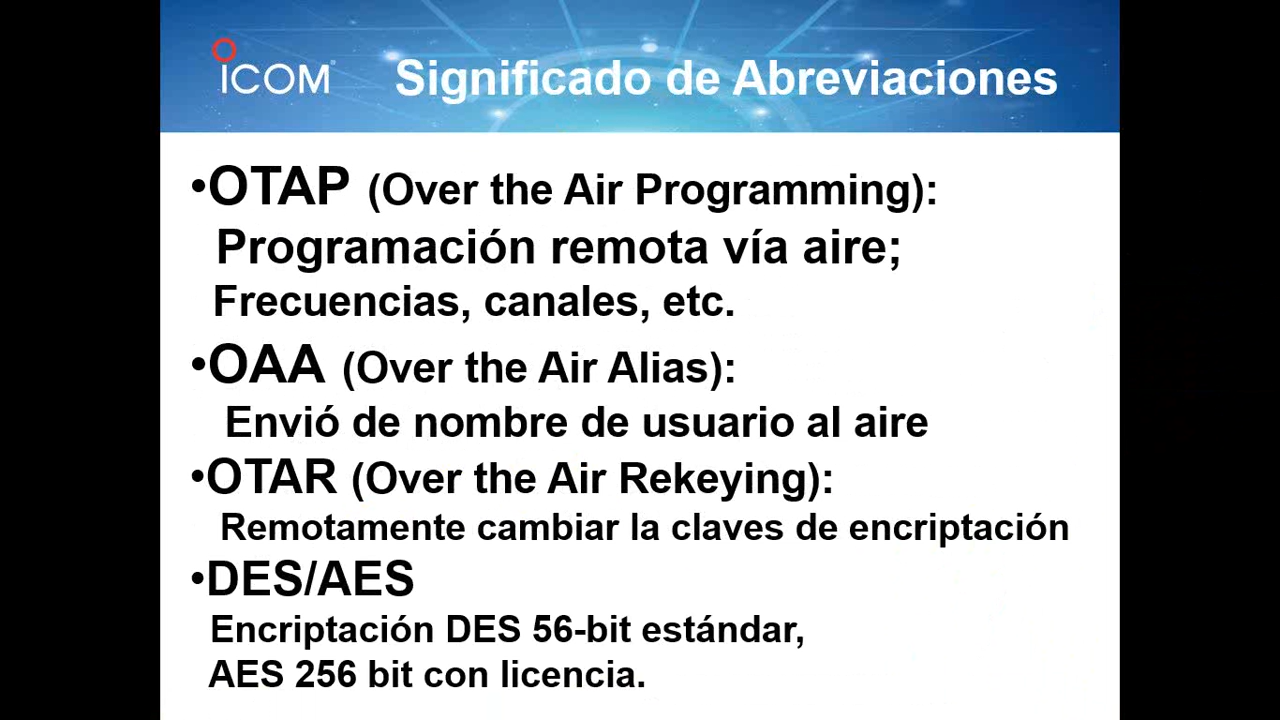 ICOM
Significado de Abreviaciones
•OTAP (Over the Air Programming):
Programación remota vía aire;
Frecuencias, canales, etc.
•OAA (Over the Air Alias):
Envió de nombre de usuario al aire
•OTAR (Over the Air Rekeying):
Remotamente cambiar la claves de encriptación
•DES/AES
Encriptación DES 56-bit estándar,
AES 256 bit con licencia.